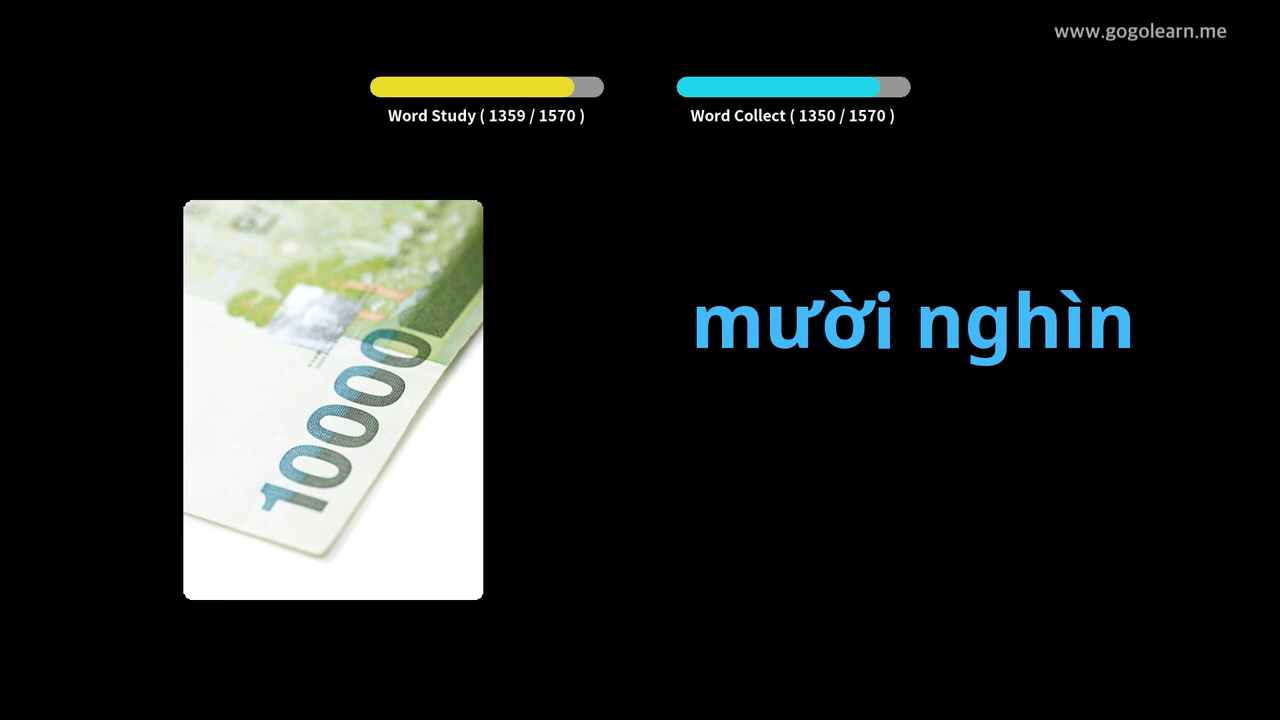 www.gogolearn.me
Word Study ( 1359 / 1570 )
Word Collect ( 1350 / 1570 )
10000
mười nghìn